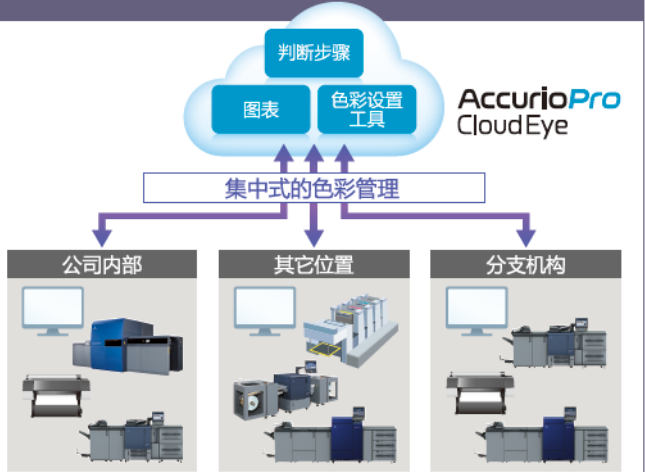 判断步骤
图表
色彩设置
工具
AccurioPro
CloudEye
集中式的色彩管理
公司内部
其它位置
分支机构